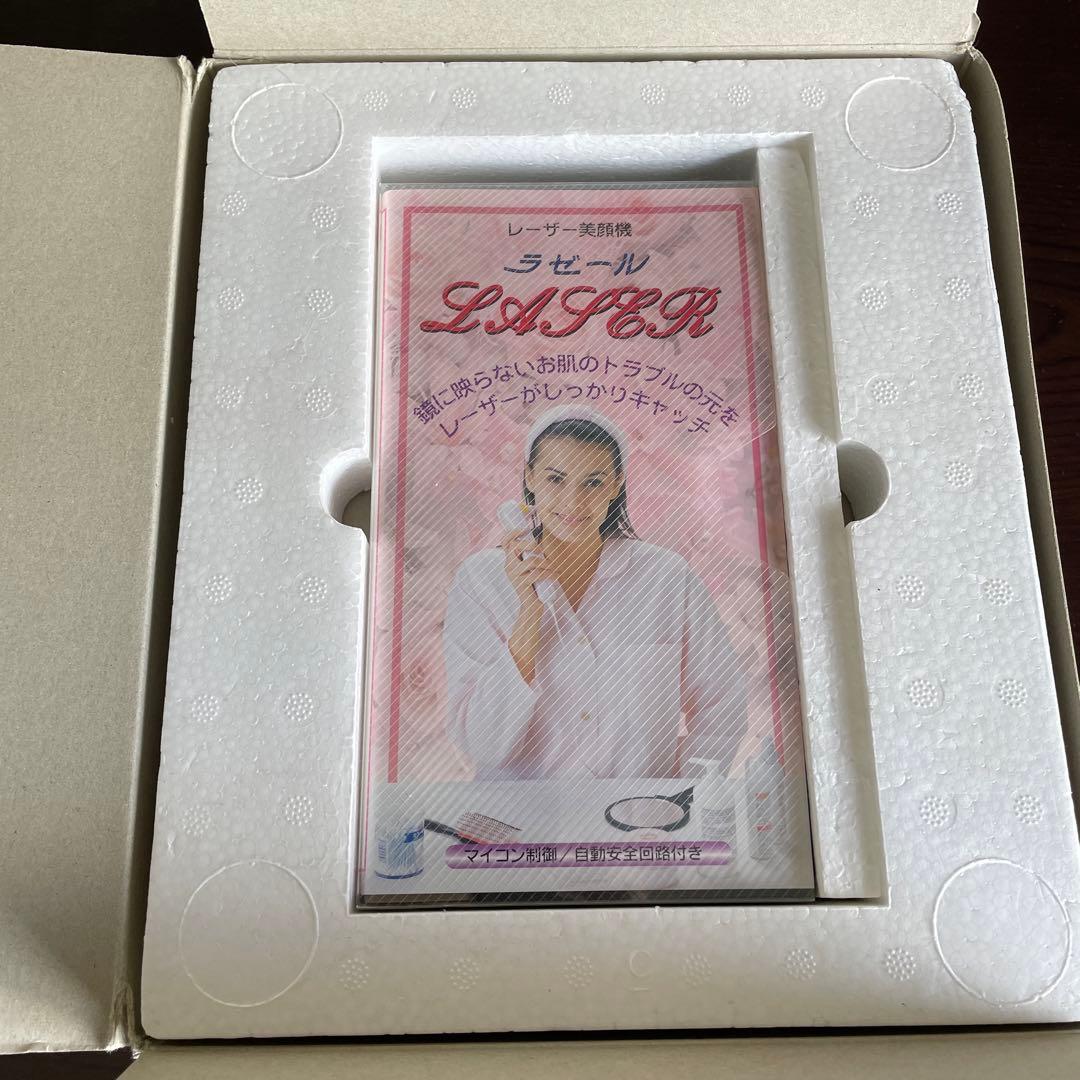 レーザー美顔機
ラゼール
LASER
鏡に映らないお肌のトラブルの元を
レーザーがしっかりキャッチ
マイコン制御/自動安全回路付き